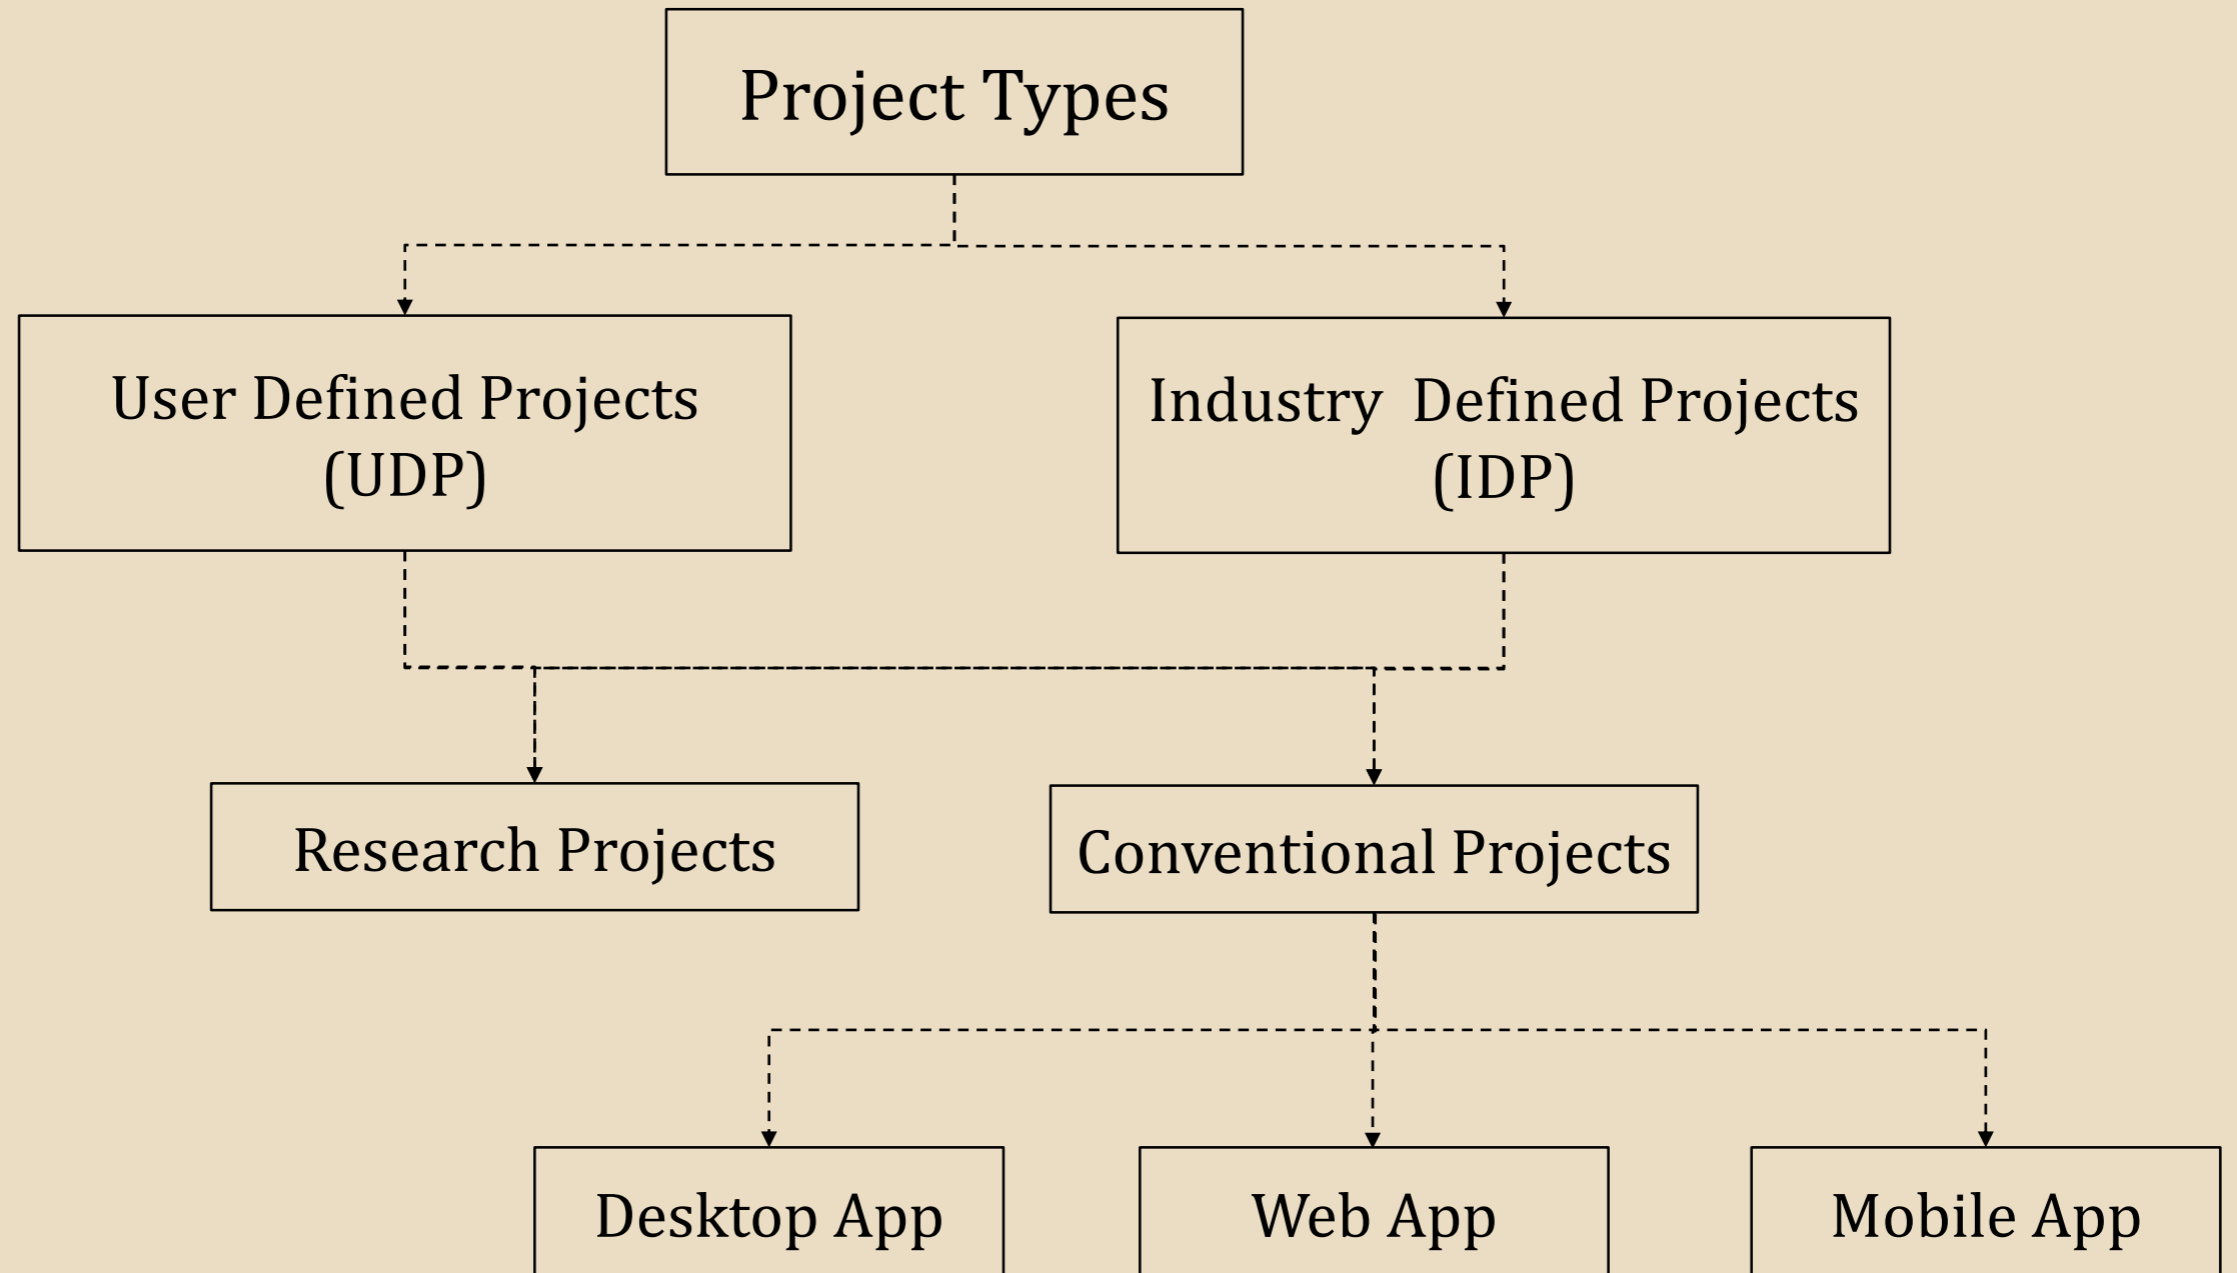 Project Types
User Defined Projects
(UDP)
Industry  Defined Projects
(IDP)
Research Projects
Conventional Projects
Desktop App
Web App
Mobile App